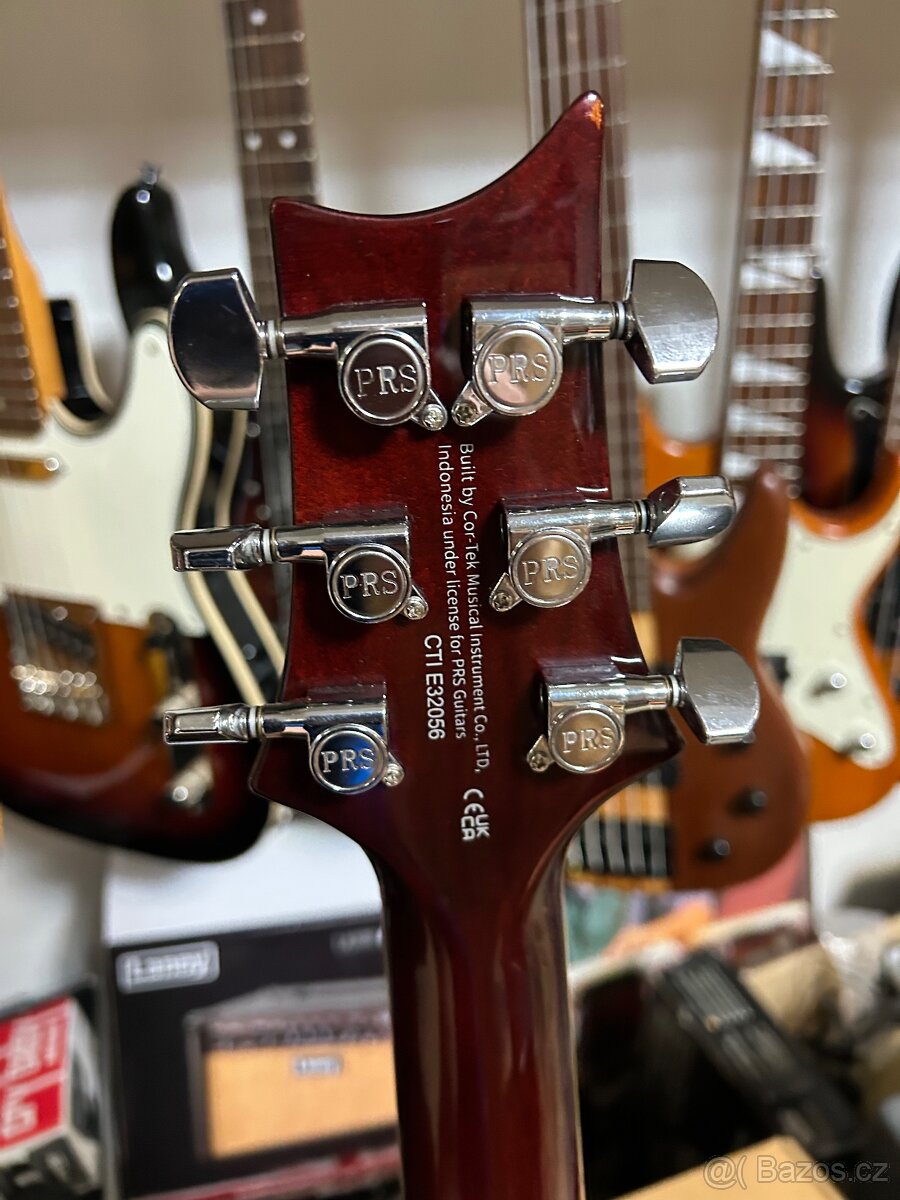 PRS
PRS
PRS
PRS
PRS
PRS
Built by Cor-Tek Musical Instrument Co., LTD,
Indonesia under license for PRS Guitars
CTI E32056
CE UK
CA
Laney
@( Bazos.cz